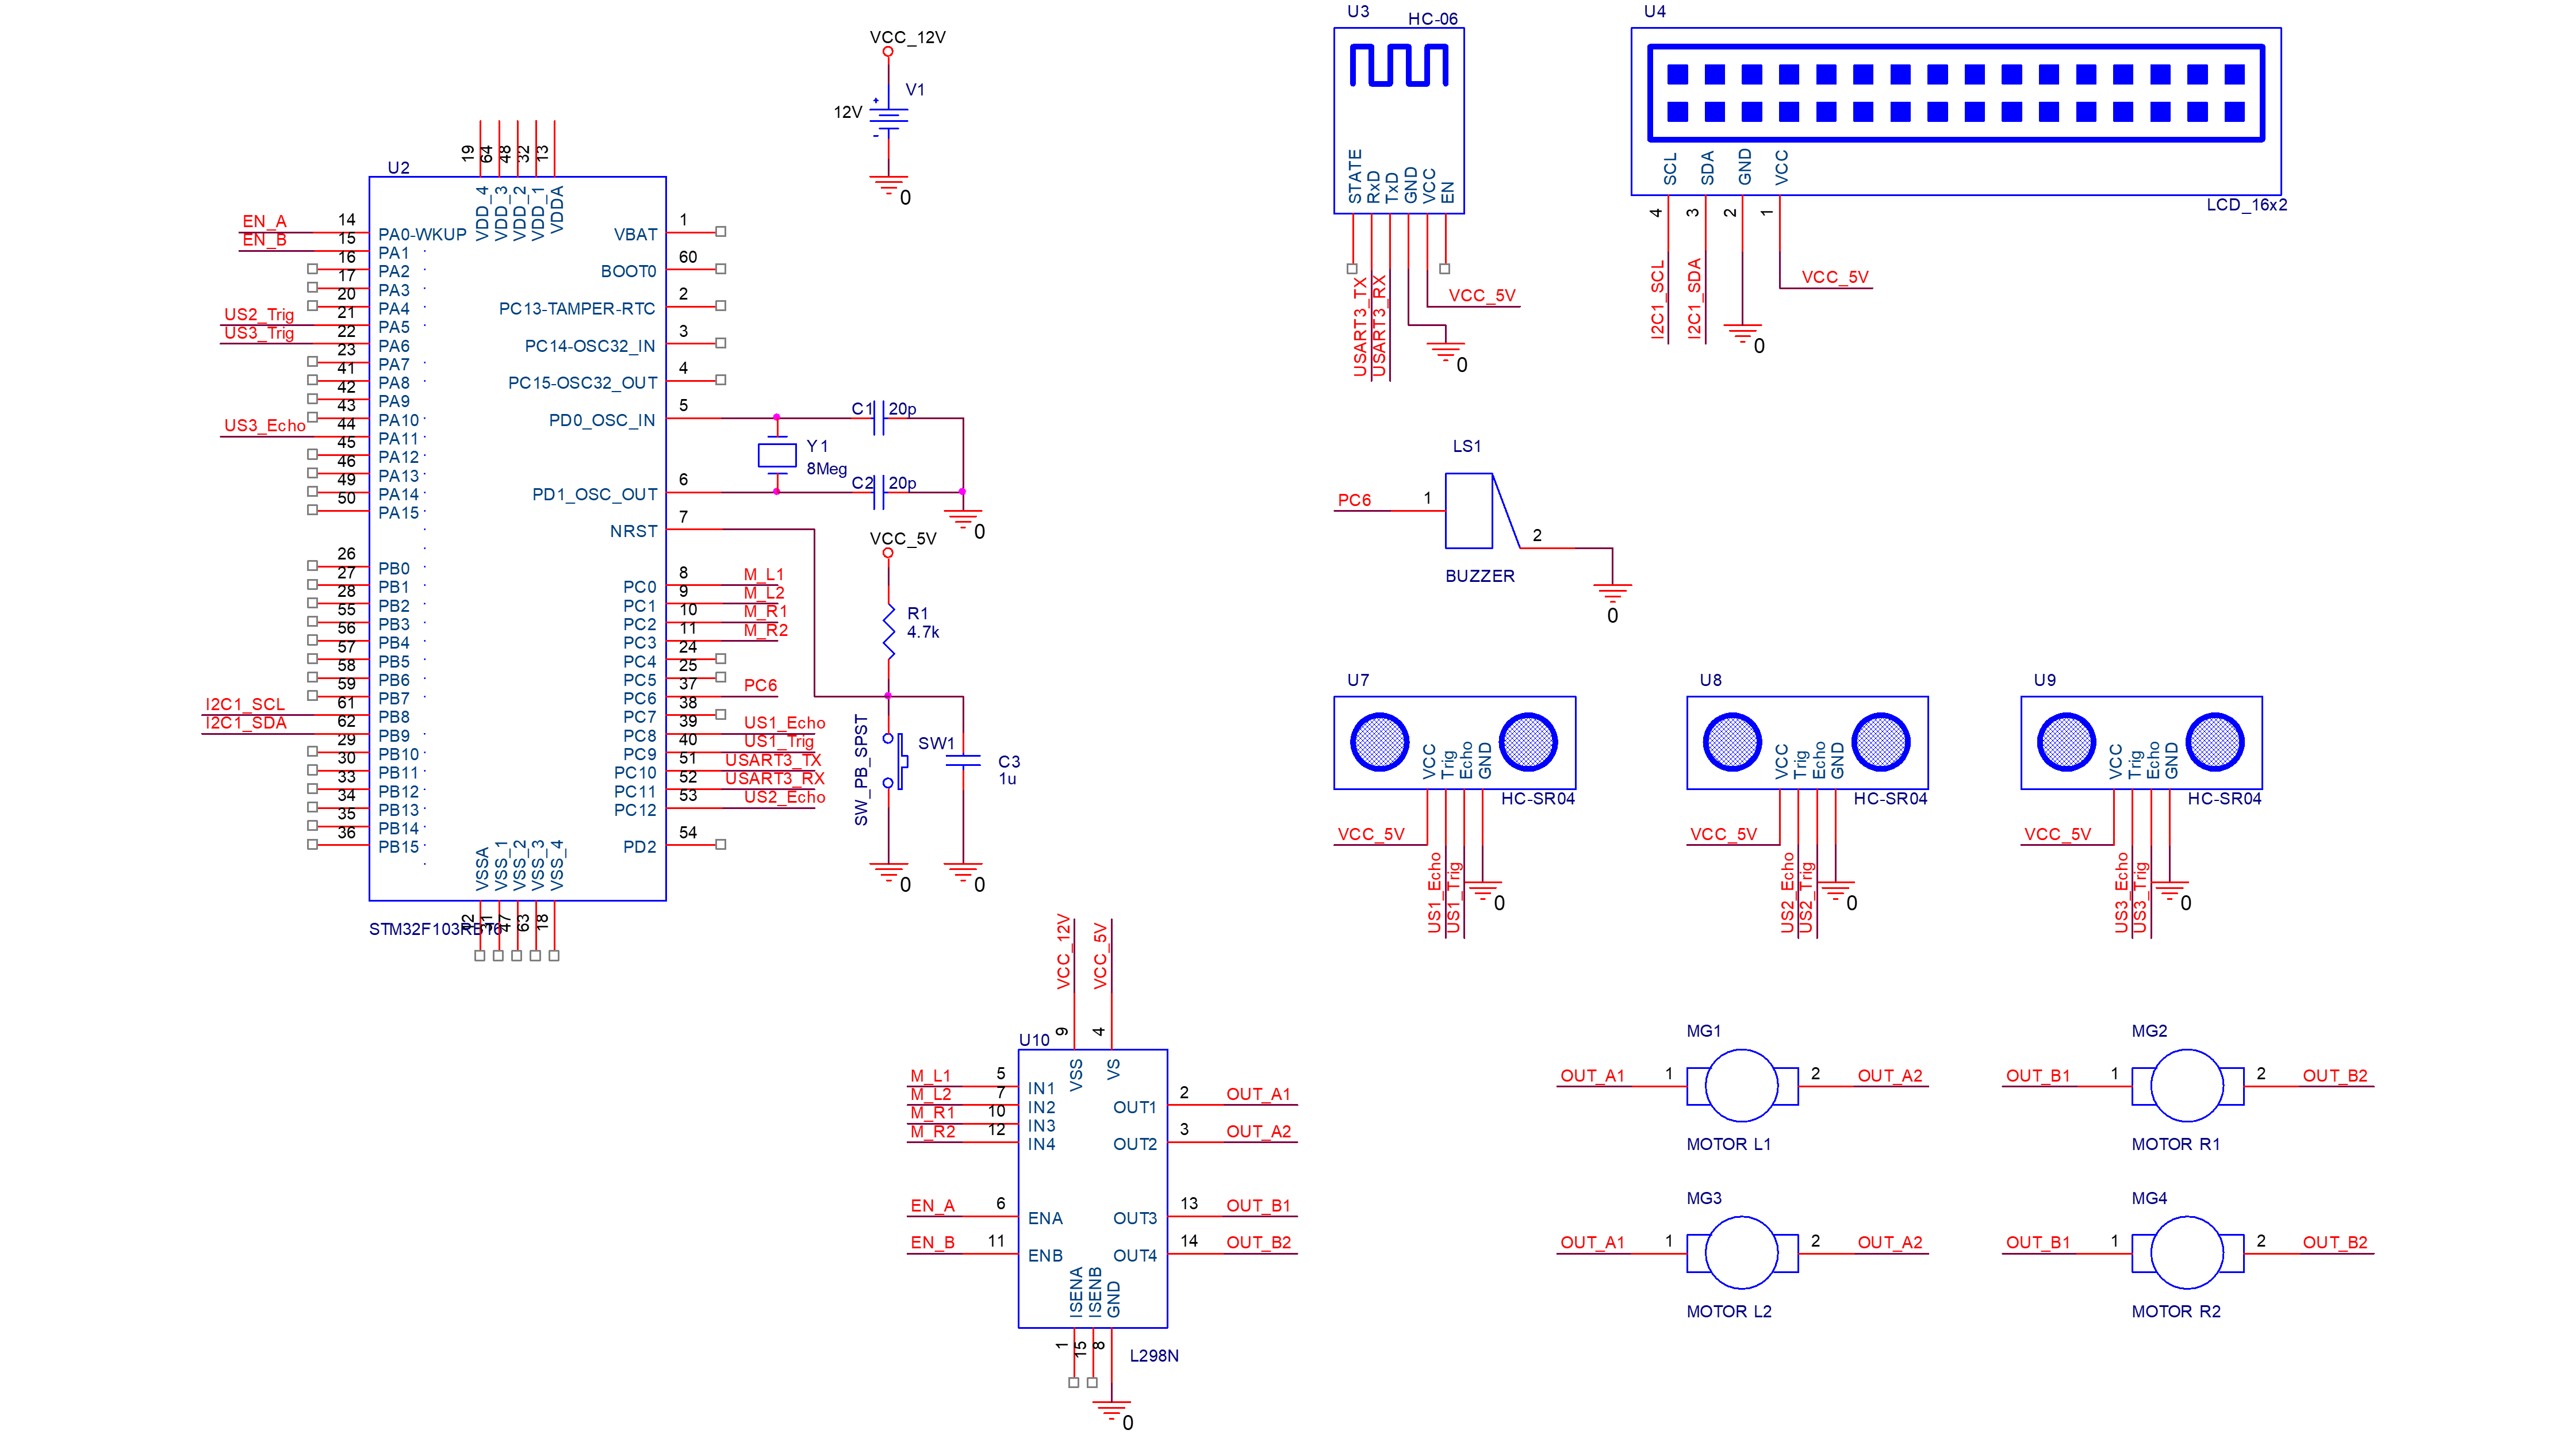 VCC_12V
V1
12V
+
-
0
U2
19
64
48
32
13
VDD_4
VDD_3
VDD_2
VDD_1
VDDA
EN_A
14
PA0-WKUP
EN_B
15
PA1
16
PA2
17
PA3
20
PA4
US2_Trig
21
PA5
US3_Trig
22
PA6
23
PA7
41
PA8
42
PA9
43
PA10
US3_Echo
44
PA11
45
PA12
46
PA13
49
PA14
50
PA15
26
PB0
27
PB1
28
PB2
55
PB3
56
PB4
57
PB5
58
PB6
59
PB7
I2C1_SCL
61
PB8
I2C1_SDA
62
PB9
29
PB10
30
PB11
33
PB12
34
PB13
35
PB14
36
PB15
VBAT
1
BOOT0
60
PC13-TAMPER-RTC
2
PC14-OSC32_IN
3
PC15-OSC32_OUT
4
PD0_OSC_IN
5
PD1_OSC_OUT
6
NRST
7
PC0
8
M_L1
PC1
9
M_L2
PC2
10
M_R1
PC3
11
M_R2
PC4
24
PC5
25
PC6
37
PC6
PC7
38
PC8
39
US1_Echo
PC9
40
US1_Trig
PC10
51
USART3_TX
PC11
52
USART3_RX
PC12
53
US2_Echo
PD2
54
VSSA
VSS_1
VSS_2
VSS_3
VSS_4
12
31
47
63
18
C1
20p
Y1
8Meg
C2
20p
0
VCC_5V
R1
4.7k
SW_PB_SPST
SW1
C3
1u
0
0
U3
HC-06
STATE
RxD
TxD
GND
VCC
EN
USART3_TX
USART3_RX
VCC_5V
0
U4
SCL
SDA
GND
VCC
LCD_16x2
4
3
2
1
I2C1_SCL
I2C1_SDA
VCC_5V
0
LS1
PC6
1
2
BUZZER
0
U7
VCC
Trig
Echo
GND
HC-SR04
VCC_5V
US1_Echo
US1_Trig
0
U8
VCC
Trig
Echo
GND
HC-SR04
VCC_5V
US2_Echo
US2_Trig
0
U9
VCC
Trig
Echo
GND
HC-SR04
VCC_5V
US3_Echo
US3_Trig
0
VCC_12V
VCC_5V
9
4
U10
VSS
VS
M_L1
5
IN1
M_L2
7
IN2
M_R1
10
IN3
M_R2
12
IN4
EN_A
6
ENA
EN_B
11
ENB
OUT1
2
OUT_A1
OUT2
3
OUT_A2
OUT3
13
OUT_B1
OUT4
14
OUT_B2
ISENA
ISENB
GND
1
15
8
L298N
0
MG1
OUT_A1
1
2
OUT_A2
MOTOR L1
MG2
OUT_B1
1
2
OUT_B2
MOTOR R1
MG3
OUT_A1
1
2
OUT_A2
MOTOR L2
MG4
OUT_B1
1
2
OUT_B2
MOTOR R2